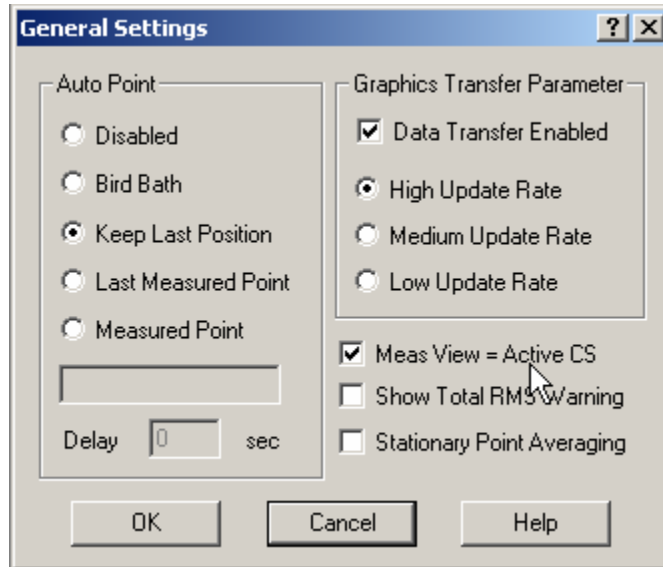 General Settings
Auto Point
Disabled
Bird Bath
Keep Last Position
Last Measured Point
Measured Point
Delay 0 sec
Graphics Transfer Parameter
Data Transfer Enabled
High Update Rate
Medium Update Rate
Low Update Rate
Meas View = Active CS
Show Total RMS Warning
Stationary Point Averaging
OK Cancel Help